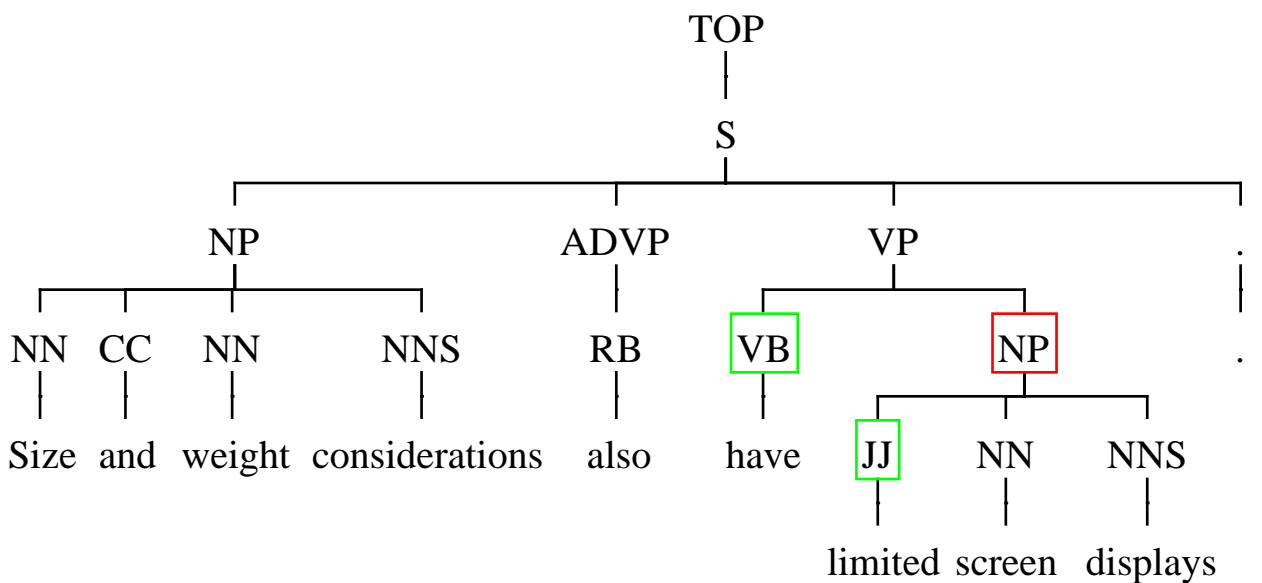 TOP
S
NP ADVP VP .
NN CC NN NNS RB VB NP .
Size and weight considerations also have JJ NN NNS
limited screen displays